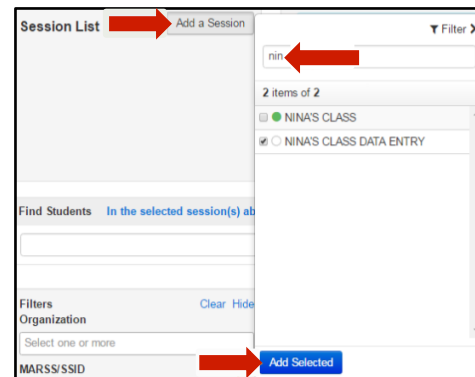 Session List
Add a Session
Filter X
nin
2 items of 2
NINA'S CLASS
NINA'S CLASS DATA ENTRY
Find Students In the selected session(s) ab
Filters
Clear Hide
Organization
Select one or more
MARSS/SSID
Add Selected